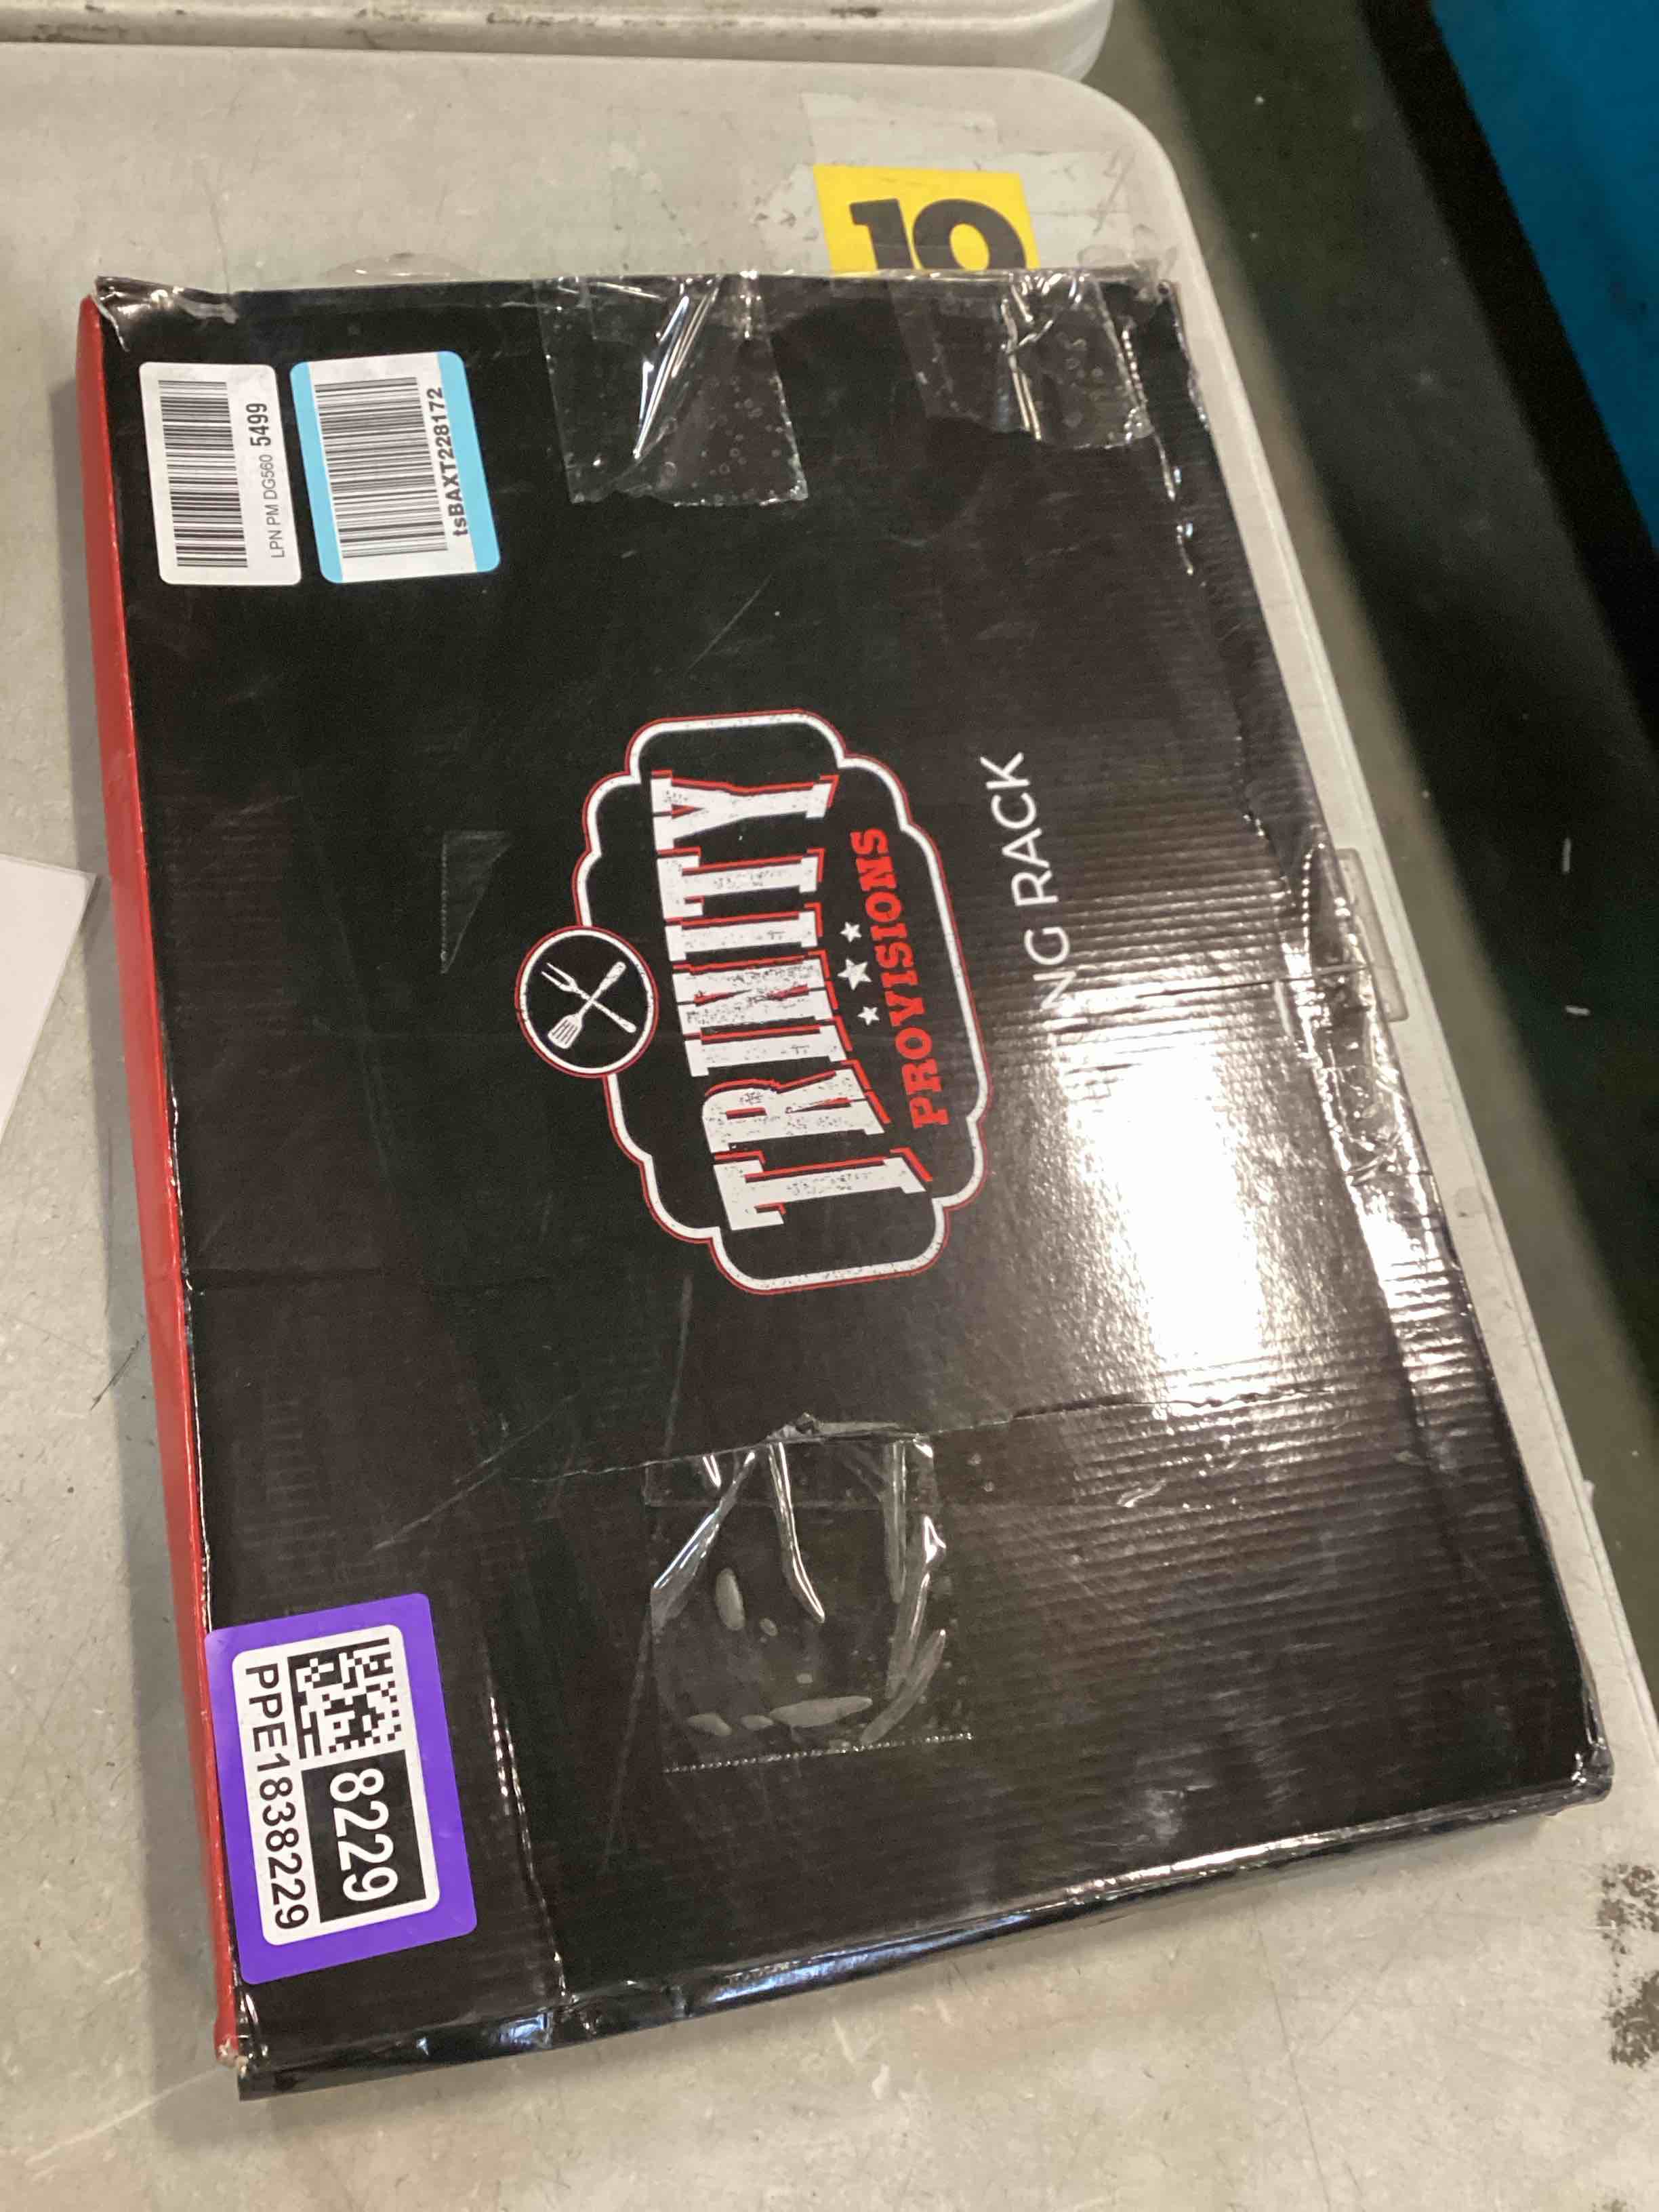 10
LPN PM DG560 5499
tsBAXT228172
TRINITY
PROVISIONS
NG RACK
8229
PPE1838229